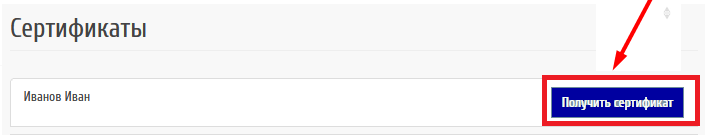 Сертификаты
Иванов Иван
Получить сертификат